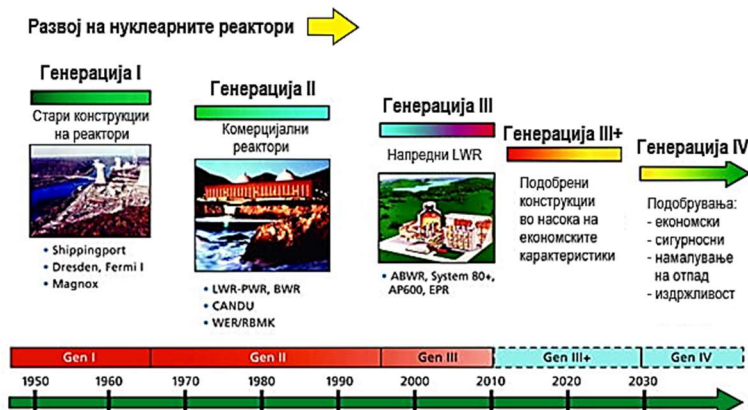 Развој на нуклеарните реактори
Генерација I
Стари конструкции
на реактори
• Shippingport
• Dresden, Fermi I
• Magnox
Генерација II
Комерцијални
реактори
• LWR-PWR, BWR
• CANDU
• WER/RBMK
Генерација III
Напредни LWR
• ABWR, System 80+,
AP600, EPR
Генерација III+
Подобрени
конструкции
во насока на
економските
карактеристики
Генерација IV
Подобрувања:
- економски
- сигурносни
- намалување
на отпад
- издржливост
Gen I Gen II Gen III Gen III+ Gen IV
1950 1960 1970 1980 1990 2000 2010 2020 2030